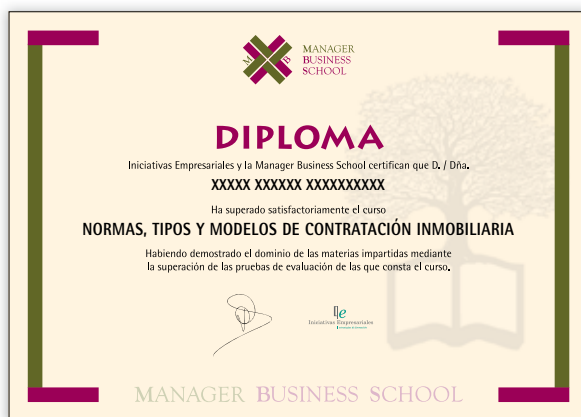 M B
MANAGER
BUSINESS
SCHOOL
DIPLOMA
Iniciativas Empresariales y la Manager Business School certifican que D. / Dña.
XXXXX XXXXXX XXXXXXXXXX
Ha superado satisfactoriamente el curso
NORMAS, TIPOS Y MODELOS DE CONTRATACIÓN INMOBILIARIA
Habiendo demostrado el dominio de las materias impartidas mediante
la superación de las pruebas de evaluación de las que consta el curso.
Iniciativas Empresariales
MANAGER BUSINESS SCHOOL